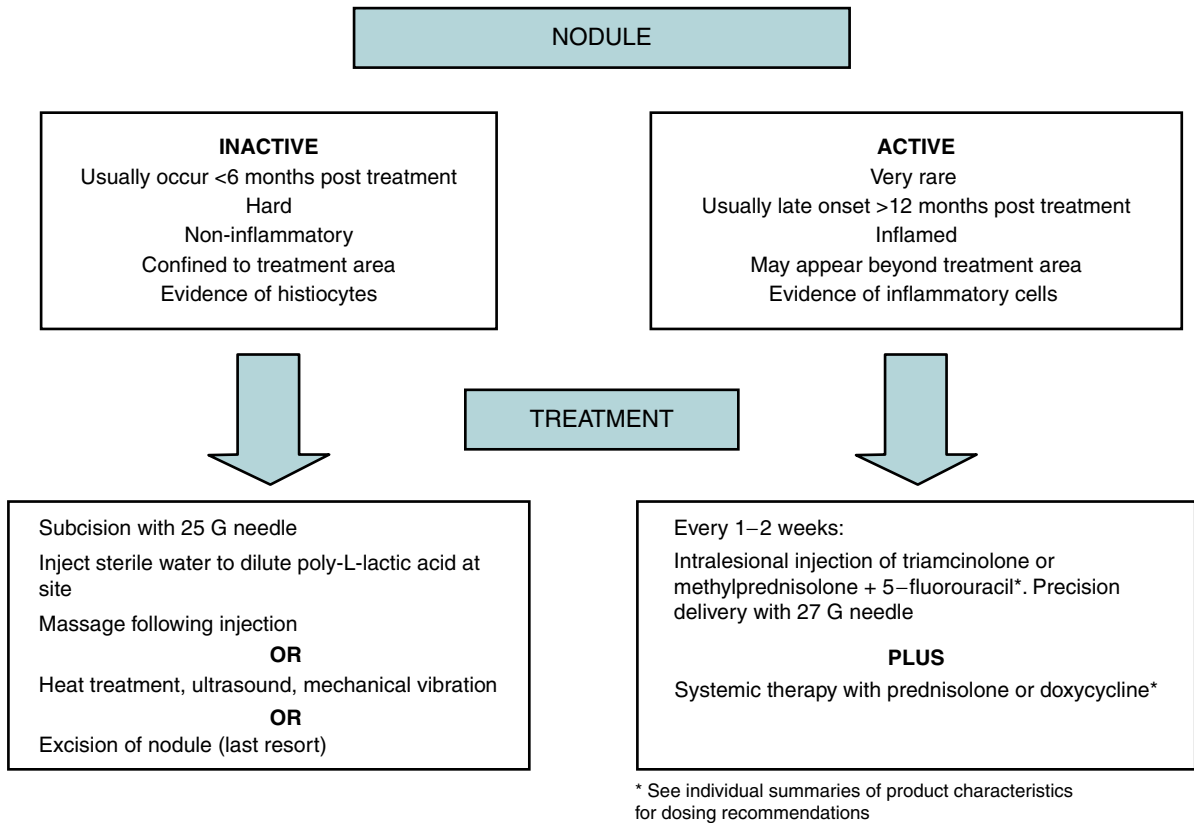 NODULE
INACTIVE
Usually occur <6 months post treatment
Hard
Non-inflammatory
Confined to treatment area
Evidence of histiocytes
ACTIVE
Very rare
Usually late onset >12 months post treatment
Inflamed
May appear beyond treatment area
Evidence of inflammatory cells
TREATMENT
Subcision with 25 G needle
Inject sterile water to dilute poly-L-lactic acid at
site
Massage following injection
OR
Heat treatment, ultrasound, mechanical vibration
OR
Excision of nodule (last resort)
Every 1–2 weeks:
Intralesional injection of triamcinolone or
methylprednisolone + 5–fluorouracil*. Precision
delivery with 27 G needle
PLUS
Systemic therapy with prednisolone or doxycycline*
* See individual summaries of product characteristics
for dosing recommendations